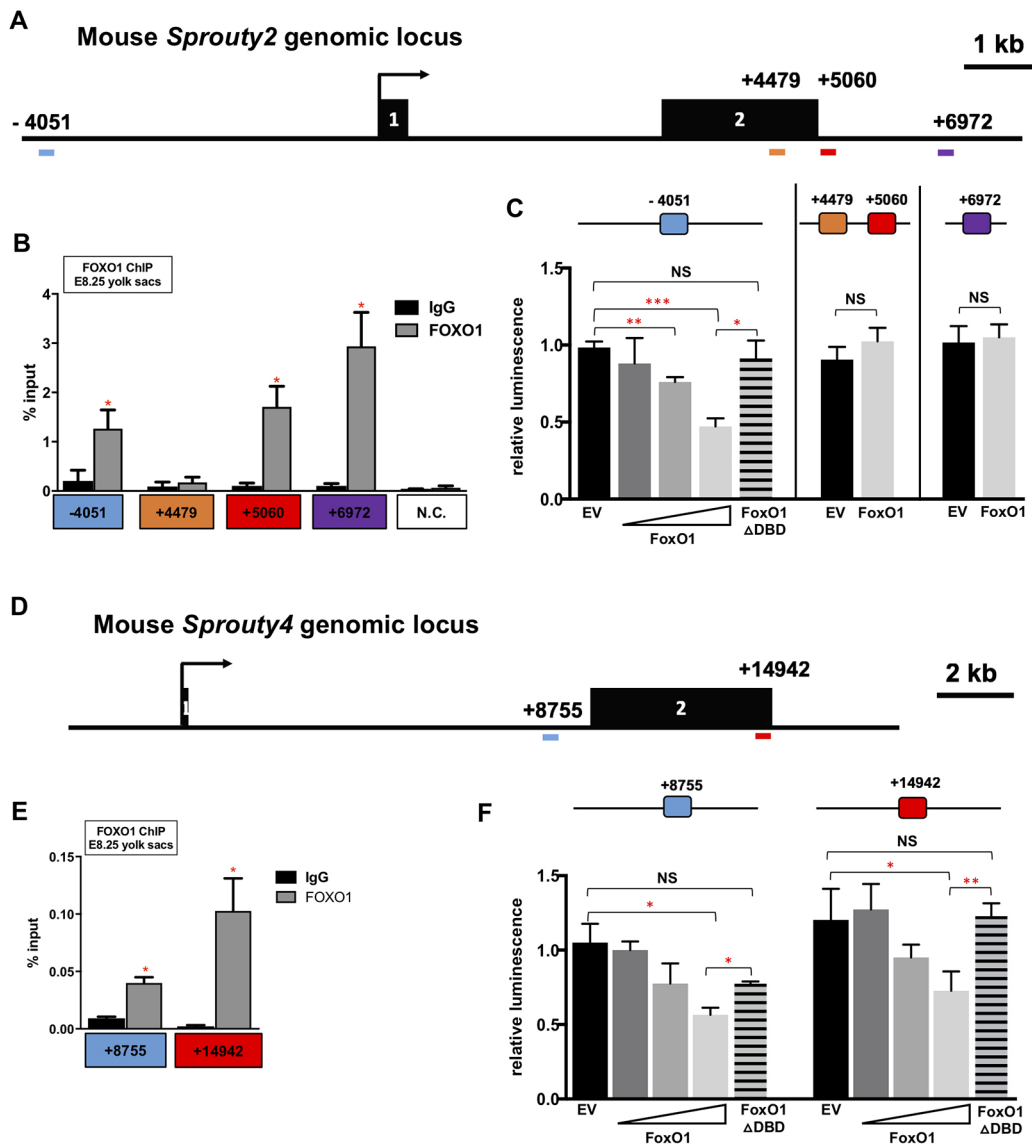 A
Mouse Sprouty2 genomic locus
1 kb
- 4051
1
2
+4479
+5060
+6972
B
FOXO1 ChIP
E8.25 yolk sacs
IgG
FOXO1
% input
4
3
2
1
0
*
*
*
-4051
+4479
+5060
+6972
N.C.
C
- 4051
+4479
+5060
+6972
relative luminescence
1.5
1.0
0.5
0.0
NS
***
**
*
NS
NS
EV
FoxO1
FoxO1
ΔDBD
EV FoxO1
EV FoxO1
D
Mouse Sprouty4 genomic locus
2 kb
1
+8755
2
+14942
E
FOXO1 ChIP
E8.25 yolk sacs
IgG
FOXO1
% input
0.15
0.10
0.05
0.00
*
*
+8755
+14942
F
+8755
+14942
relative luminescence
1.5
1.0
0.5
0.0
NS
*
*
NS
*
**
EV
FoxO1
FoxO1
ΔDBD
EV
FoxO1
FoxO1
ΔDBD